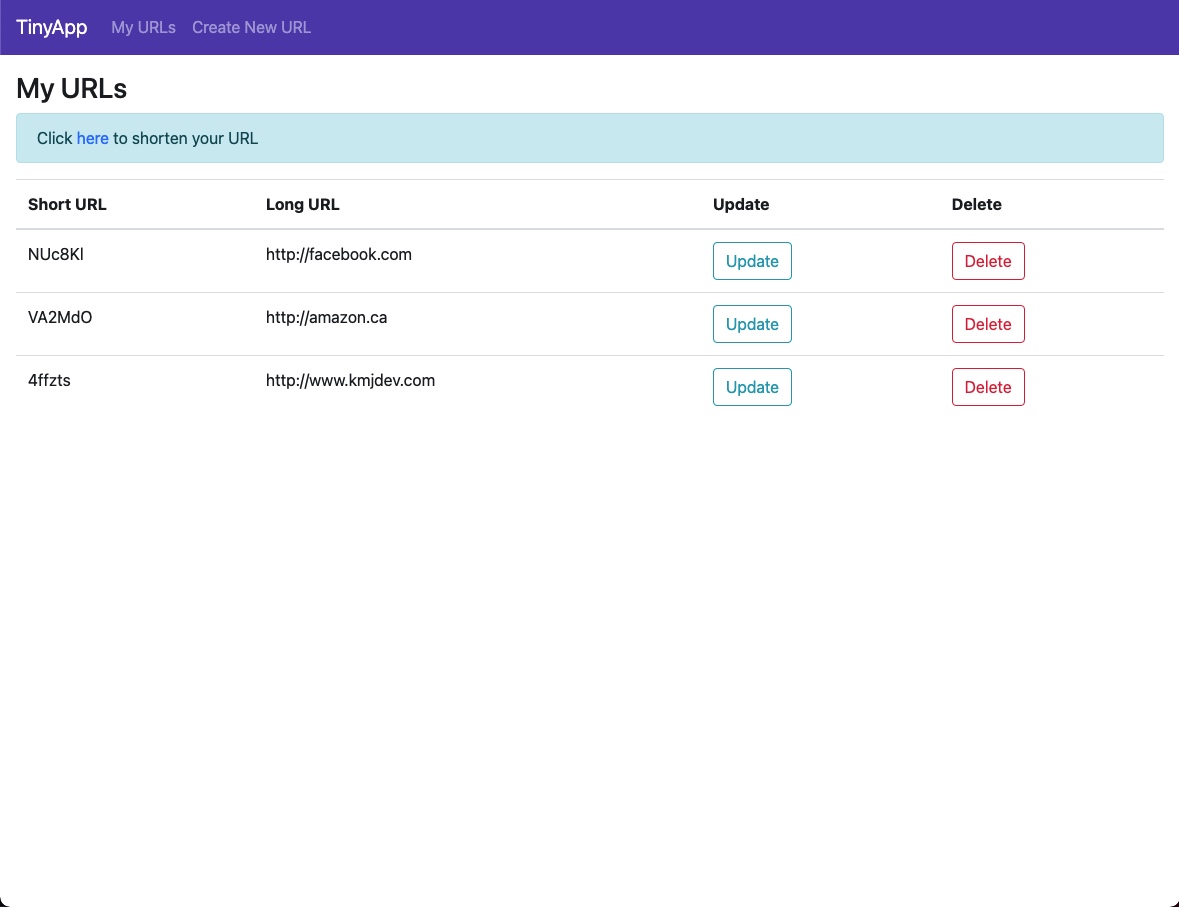 TinyApp My URLs Create New URL
My URLs
Click here to shorten your URL
Short URL Long URL Update Delete
NUc8Kl http://facebook.com Update Delete
VA2MdO http://amazon.ca Update Delete
4ffzts http://www.kmjdev.com Update Delete